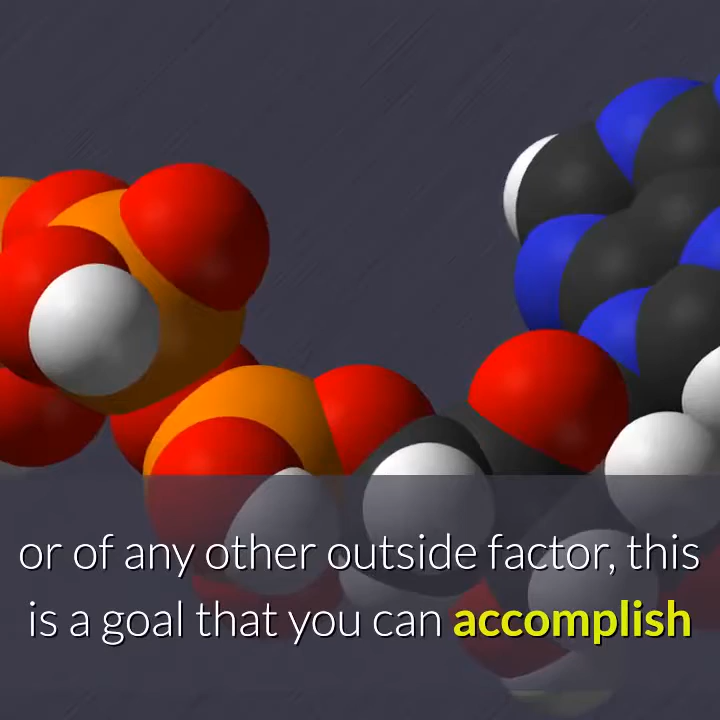 or of any other outside factor, this
is a goal that you can accomplish